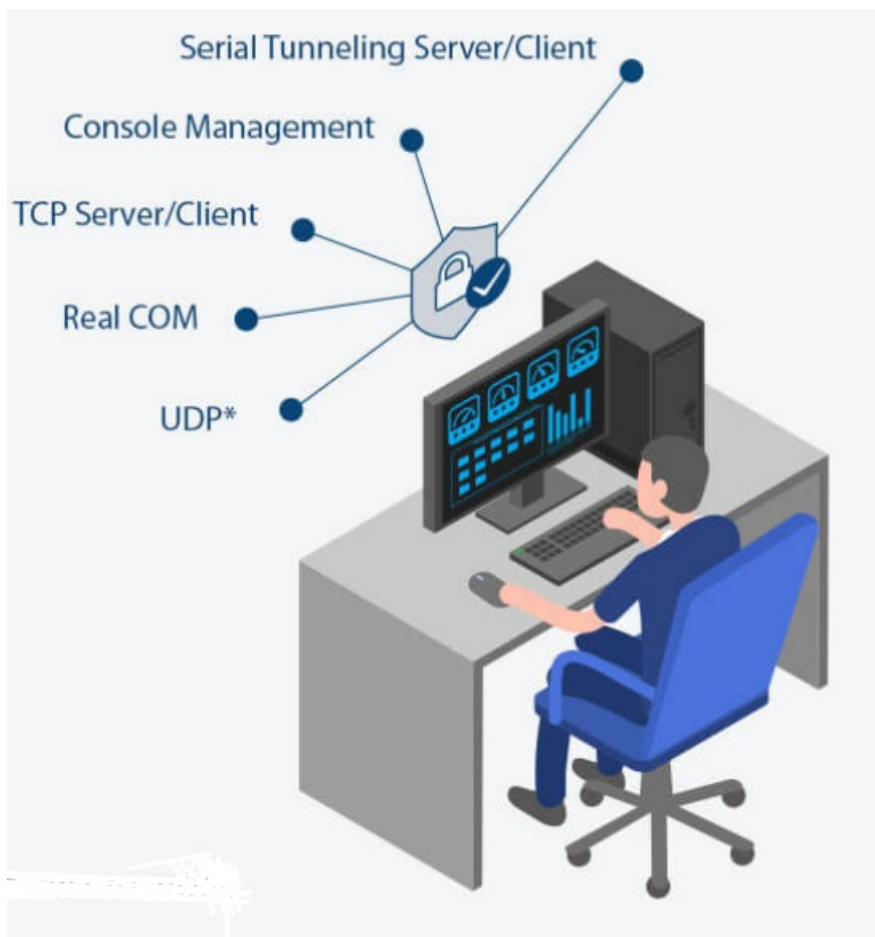 Serial Tunneling Server/Client
Console Management
TCP Server/Client
Real COM
UDP*